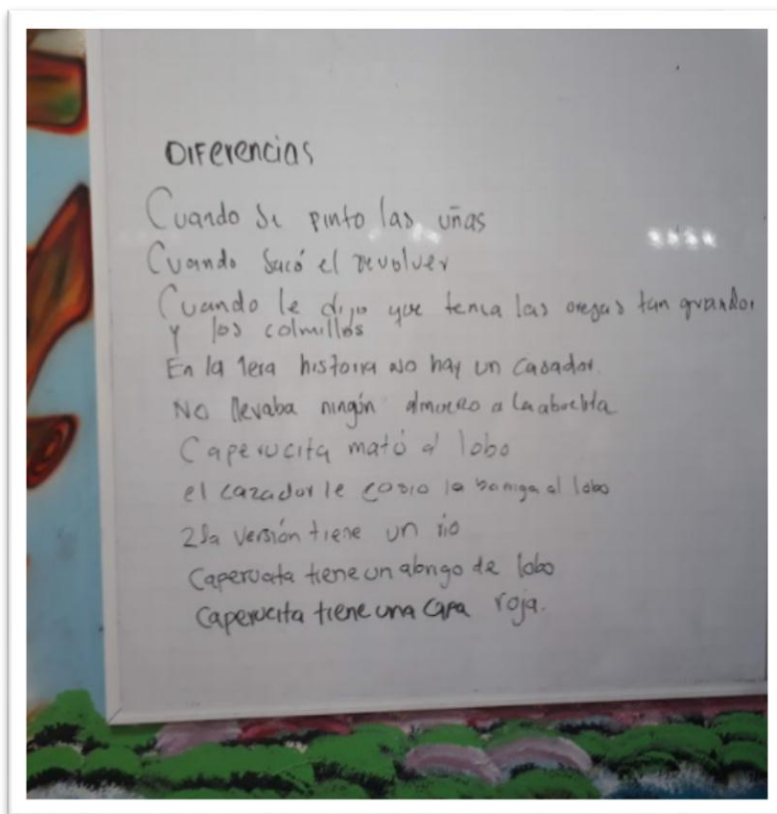 Diferencias
Cuando se pinto las uñas
Cuando sacó el revolver
Cuando le dijo que tenia las orejas tan grandes
y los colmillos
En la 1era historia no hay un casador.
No llevaba ningún almuerzo a la abuelita
Caperucita mató al lobo
el cazador le cosio la barriga al lobo
2da versión tiene un rio
Caperucita tiene un abrigo de lobo
Caperucita tiene una capa roja.